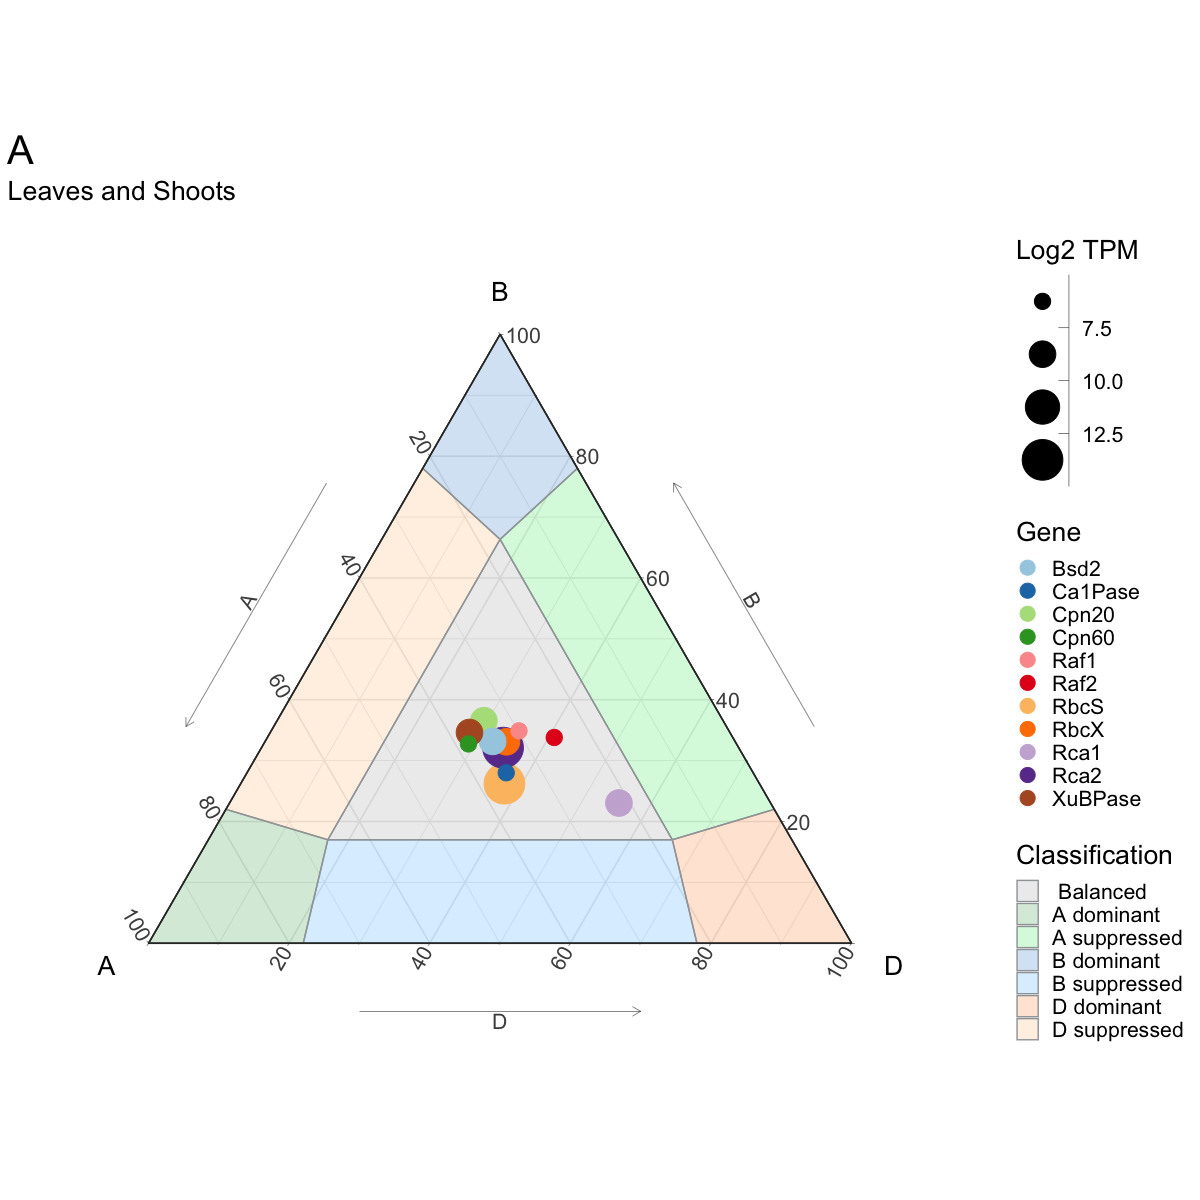 A
Leaves and Shoots
B
100
80
60
40
20
20
40
60
80
100
A
B
A
D
20
40
60
80
100
D
Log2 TPM
7.5
10.0
12.5
Gene
Bsd2
Ca1Pase
Cpn20
Cpn60
Raf1
Raf2
RbcS
RbcX
Rca1
Rca2
XuBPase
Classification
Balanced
A dominant
A suppressed
B dominant
B suppressed
D dominant
D suppressed